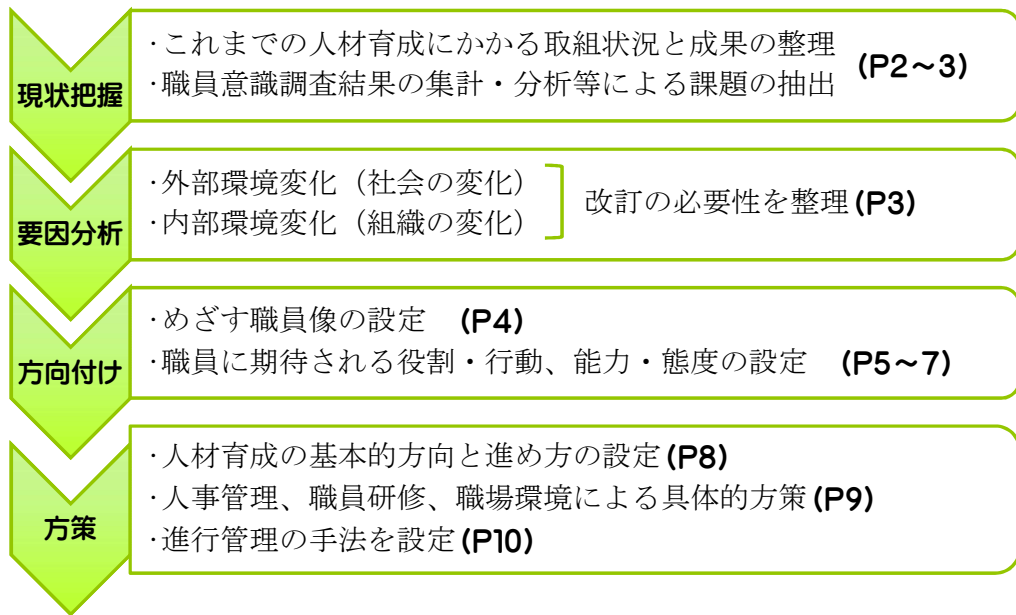 現状把握
・これまでの人材育成にかかる取組状況と成果の整理
・職員意識調査結果の集計・分析等による課題の抽出
(P2～3)
要因分析
・外部環境変化（社会の変化）
・内部環境変化（組織の変化）
改訂の必要性を整理(P3)
方向付け
・めざす職員像の設定 (P4)
・職員に期待される役割・行動、能力・態度の設定 (P5～7)
方策
・人材育成の基本的方向と進め方の設定(P8)
・人事管理、職員研修、職場環境による具体的方策(P9)
・進行管理の手法を設定(P10)